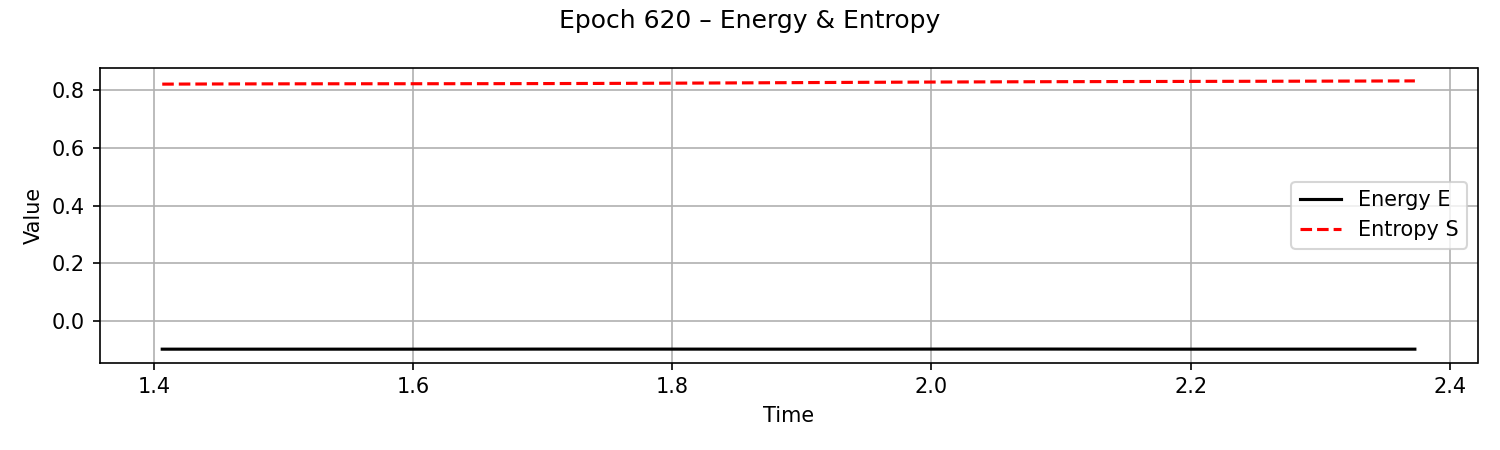 Epoch 620 – Energy & Entropy
Value
0.8
0.6
0.4
0.2
0.0
Energy E
Entropy S
1.4 1.6 1.8 2.0 2.2 2.4
Time